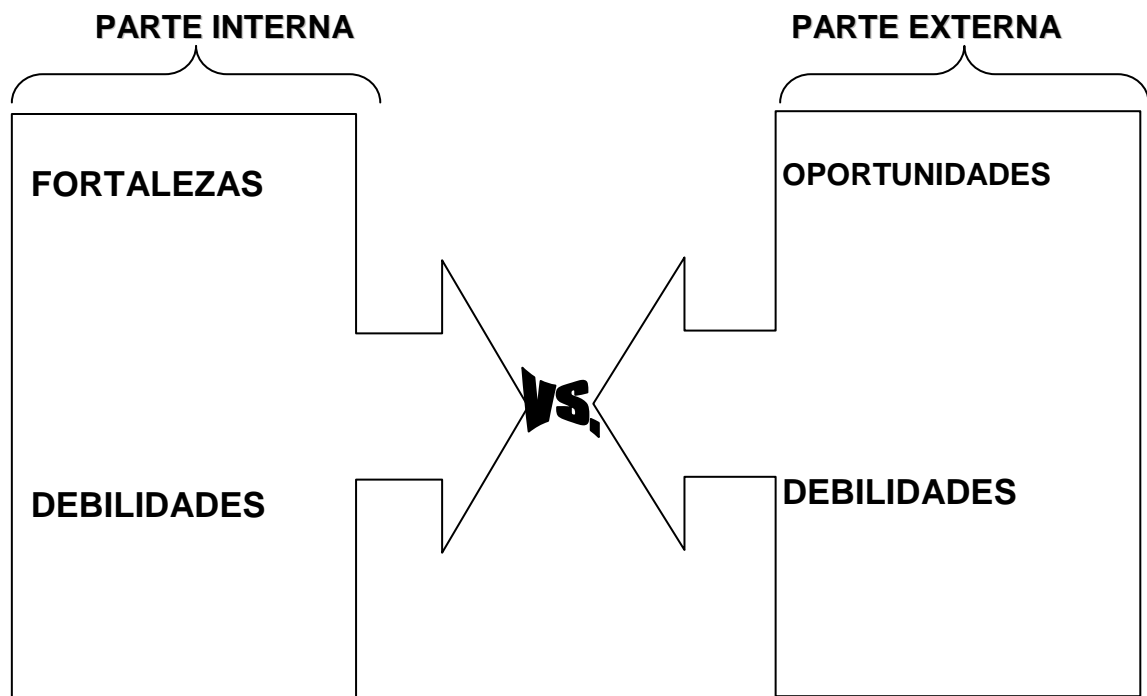 PARTE INTERNA
PARTE EXTERNA
FORTALEZAS
OPORTUNIDADES
vs.
DEBILIDADES
DEBILIDADES